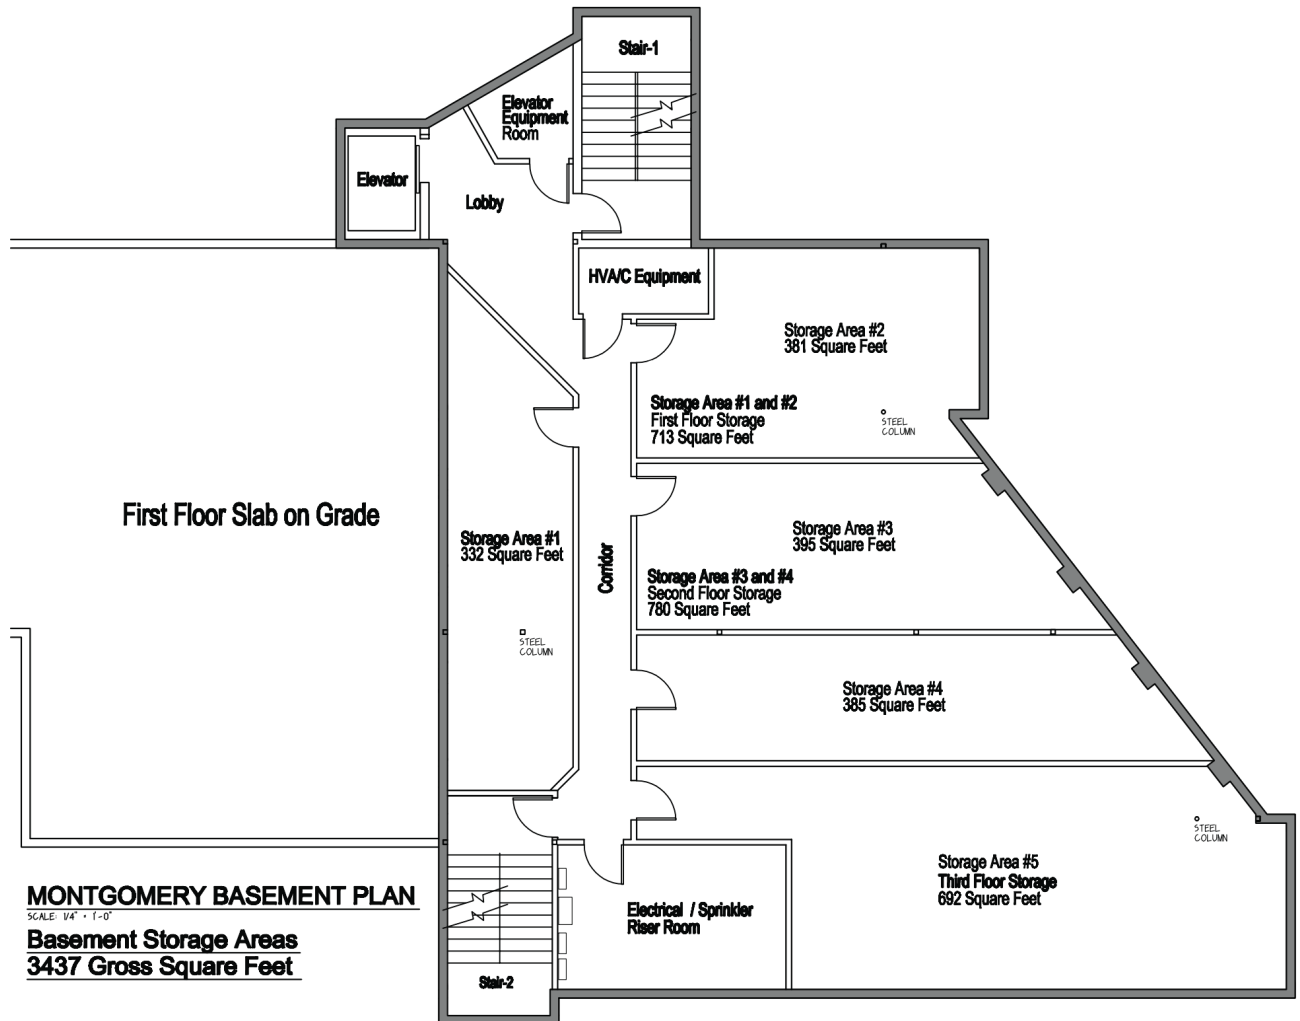 Stair-1
Elevator
Equipment
Room
Elevator
Lobby
HVA/C Equipment
Storage Area #2
381 Square Feet
Storage Area #1 and #2
First Floor Storage
713 Square Feet
STEEL
COLUMN
First Floor Slab on Grade
Storage Area #1
332 Square Feet
Corridor
Storage Area #3
395 Square Feet
Storage Area #3 and #4
Second Floor Storage
780 Square Feet
STEEL
COLUMN
Storage Area #4
385 Square Feet
STEEL
COLUMN
Storage Area #5
Third Floor Storage
692 Square Feet
Electrical / Sprinkler
Riser Room
Stair-2
MONTGOMERY BASEMENT PLAN
SCALE: 1/4" = 1'-0"
Basement Storage Areas
3437 Gross Square Feet